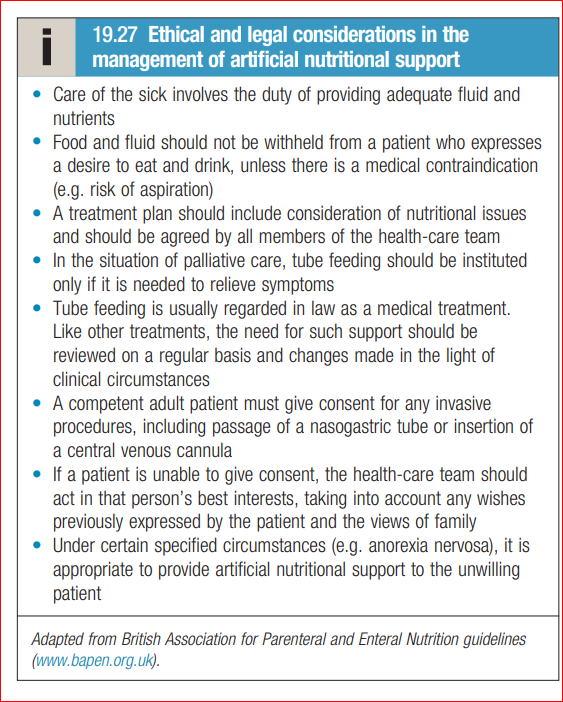 i
19.27 Ethical and legal considerations in the
management of artificial nutritional support
• Care of the sick involves the duty of providing adequate fluid and
nutrients
• Food and fluid should not be withheld from a patient who expresses
a desire to eat and drink, unless there is a medical contraindication
(e.g. risk of aspiration)
• A treatment plan should include consideration of nutritional issues
and should be agreed by all members of the health-care team
• In the situation of palliative care, tube feeding should be instituted
only if it is needed to relieve symptoms
• Tube feeding is usually regarded in law as a medical treatment.
Like other treatments, the need for such support should be
reviewed on a regular basis and changes made in the light of
clinical circumstances
• A competent adult patient must give consent for any invasive
procedures, including passage of a nasogastric tube or insertion of
a central venous cannula
• If a patient is unable to give consent, the health-care team should
act in that person's best interests, taking into account any wishes
previously expressed by the patient and the views of family
• Under certain specified circumstances (e.g. anorexia nervosa), it is
appropriate to provide artificial nutritional support to the unwilling
patient
Adapted from British Association for Parenteral and Enteral Nutrition guidelines
(www.bapen.org.uk).